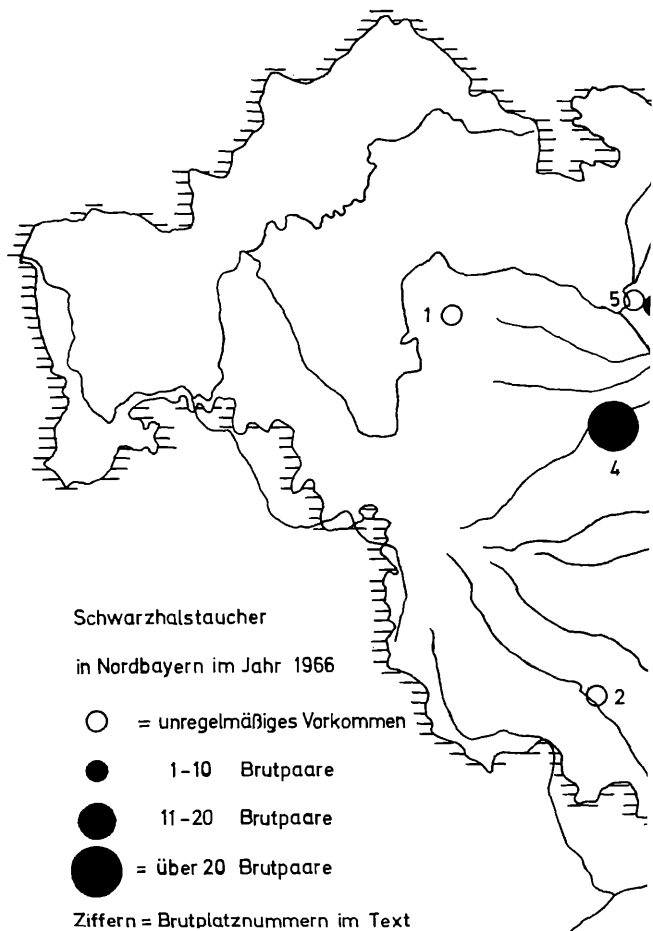 5
1
4
2
Schwarzhalstaucher
in Nordbayern im Jahr 1966
= unregelmäßiges Vorkommen
1-10 Brutpaare
11-20 Brutpaare
= über 20 Brutpaare
Ziffern = Brutplatznummern im Text